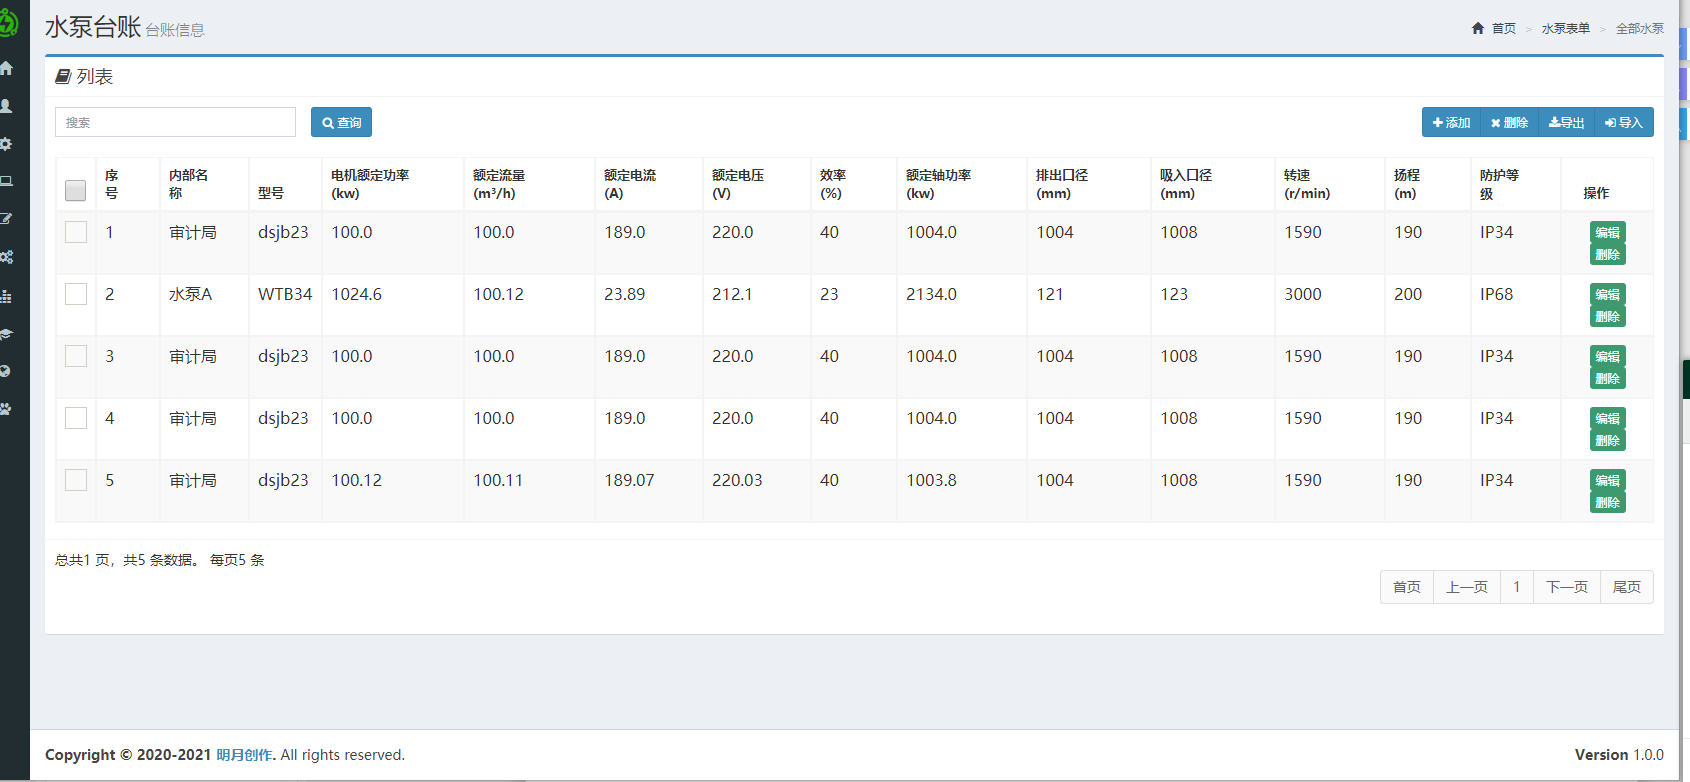 水泵台账 台账信息
首页 > 水泵表单 > 全部水泵
列表
搜索 查询 添加 删除 导出 导入
序号 内部名称 型号 电机额定功率(kw) 额定流量(m³/h) 额定电流(A) 额定电压(V) 效率(%) 额定轴功率(kw) 排出口径(mm) 吸入口径(mm) 转速(r/min) 扬程(m) 防护等级 操作
1 审计局 dsjb23 100.0 100.0 189.0 220.0 40 1004.0 1004 1008 1590 190 IP34 编辑 删除
2 水泵A WTB34 1024.6 100.12 23.89 212.1 23 2134.0 121 123 3000 200 IP68 编辑 删除
3 审计局 dsjb23 100.0 100.0 189.0 220.0 40 1004.0 1004 1008 1590 190 IP34 编辑 删除
4 审计局 dsjb23 100.0 100.0 189.0 220.0 40 1004.0 1004 1008 1590 190 IP34 编辑 删除
5 审计局 dsjb23 100.12 100.11 189.07 220.03 40 1003.8 1004 1008 1590 190 IP34 编辑 删除
总共1 页，共5 条数据。 每页5 条
首页 上一页 1 下一页 尾页
Copyright © 2020-2021 明月创作. All rights reserved.
Version 1.0.0